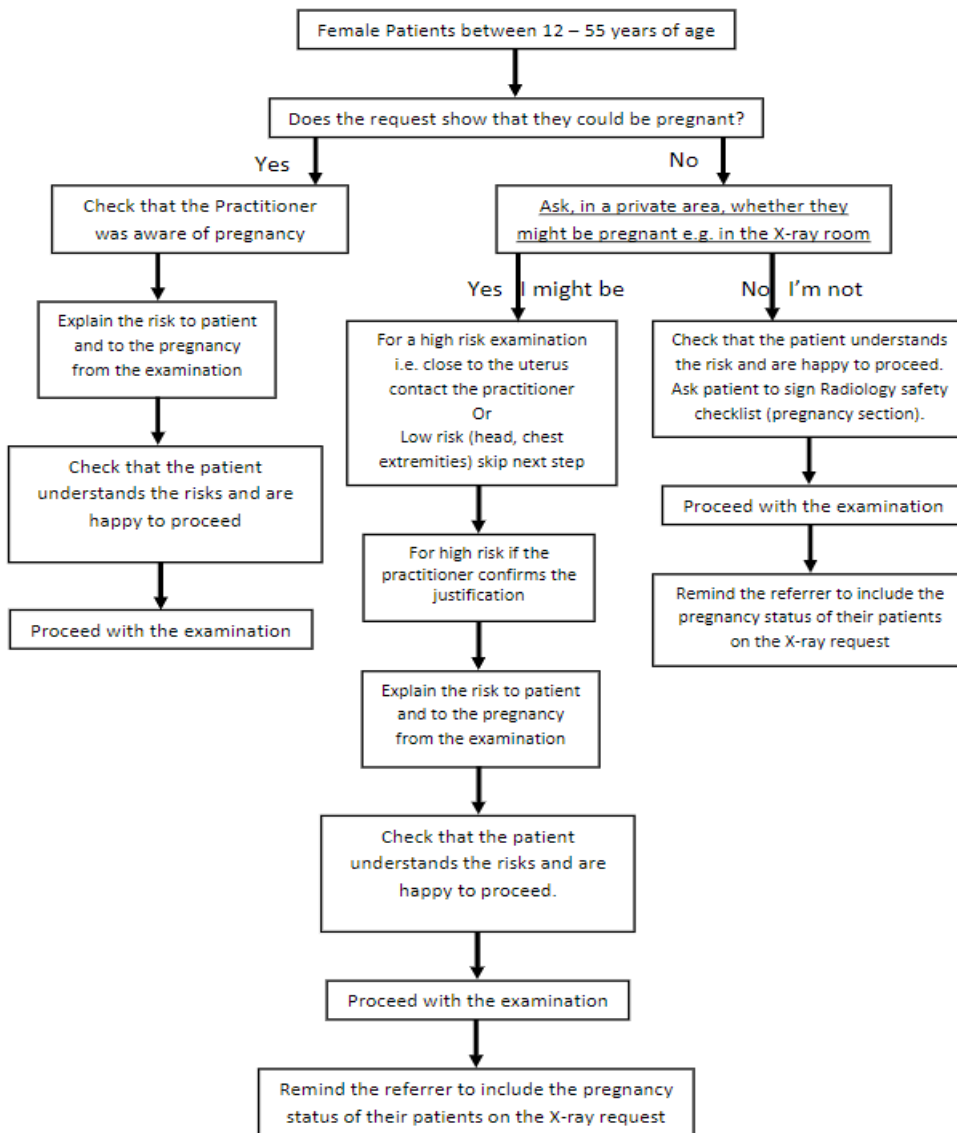 Female Patients between 12 – 55 years of age
Does the request show that they could be pregnant?
Yes
No
Check that the Practitioner
was aware of pregnancy
Ask, in a private area, whether they
might be pregnant e.g. in the X-ray room
Yes I might be
No I'm not
Explain the risk to patient
and to the pregnancy
from the examination
For a high risk examination
i.e. close to the uterus
contact the practitioner
Or
Low risk (head, chest
extremities) skip next step
Check that the patient understands
the risk and are happy to proceed.
Ask patient to sign Radiology safety
checklist (pregnancy section).
Check that the patient
understands the risks and are
happy to proceed
Proceed with the examination
For high risk if the
practitioner confirms the
justification
Proceed with the examination
Remind the referrer to include the
pregnancy status of their patients
on the X-ray request
Explain the risk to patient
and to the pregnancy
from the examination
Check that the patient
understands the risks and are
happy to proceed.
Proceed with the examination
Remind the referrer to include the pregnancy
status of their patients on the X-ray request